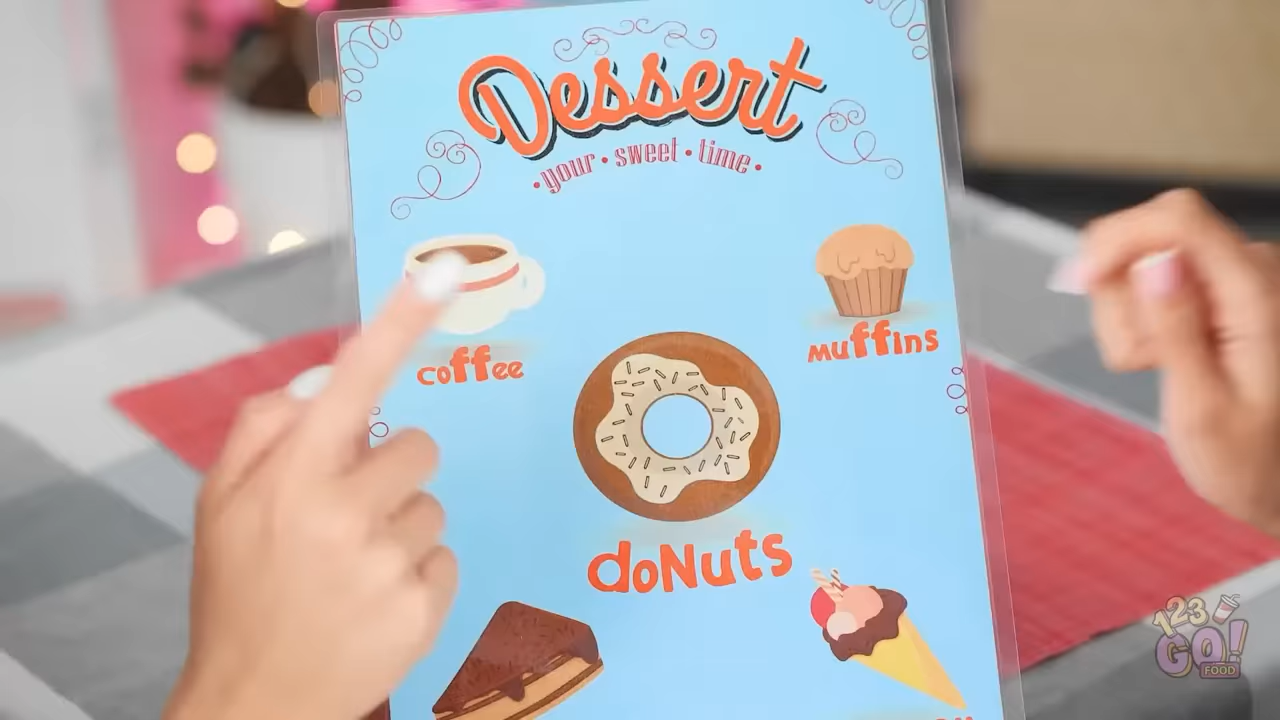 Dessert
• your • sweet • time •
coffee
Muffins
doNuts
123
GO!
FOOD